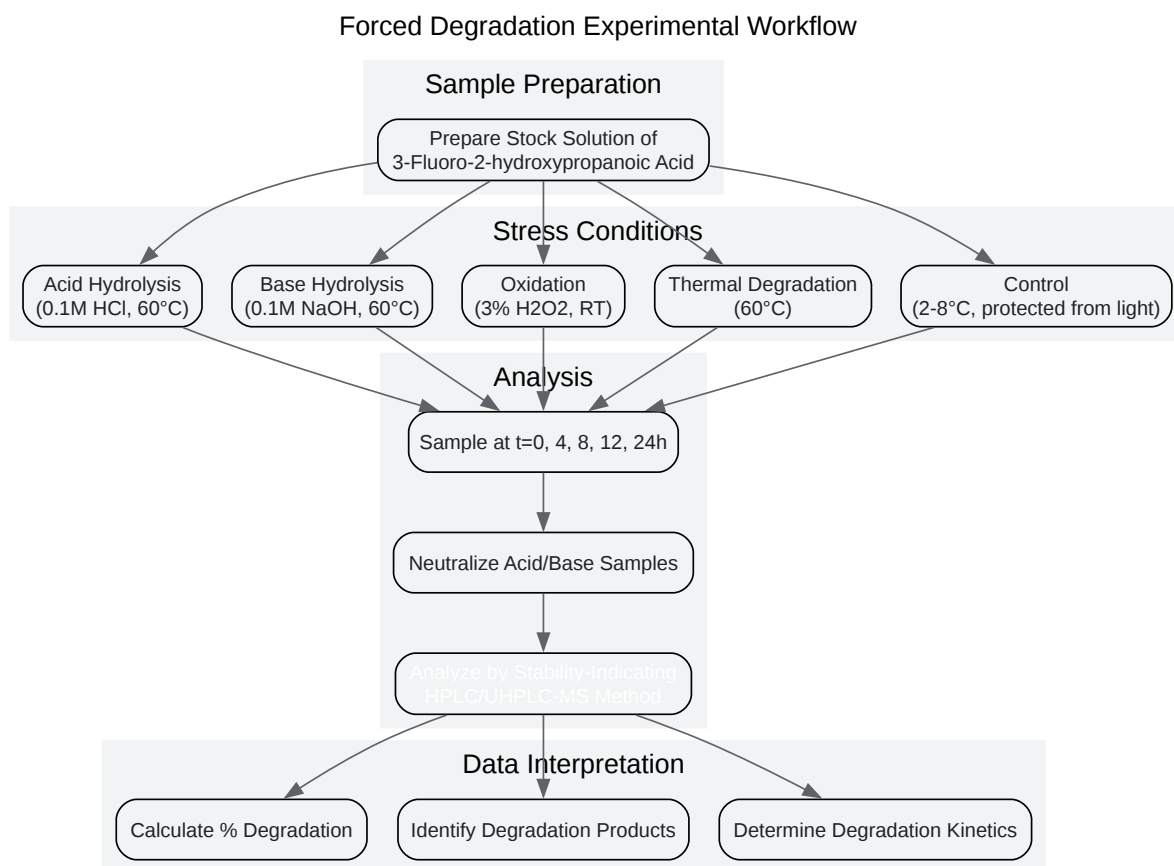 Forced Degradation Experimental Workflow
Sample Preparation
Prepare Stock Solution of
3-Fluoro-2-hydroxypropanoic Acid
Stress Conditions
Acid Hydrolysis
(0.1M HCl, 60°C)
Base Hydrolysis
(0.1M NaOH, 60°C)
Oxidation
(3% H2O2, RT)
Thermal Degradation
(60°C)
Control
(2-8°C, protected from light)
Analysis
Sample at t=0, 4, 8, 12, 24h
Neutralize Acid/Base Samples
Analyze by Stability-Indicating
HPLC/UHPLC-MS Method
Data Interpretation
Calculate % Degradation
Identify Degradation Products
Determine Degradation Kinetics